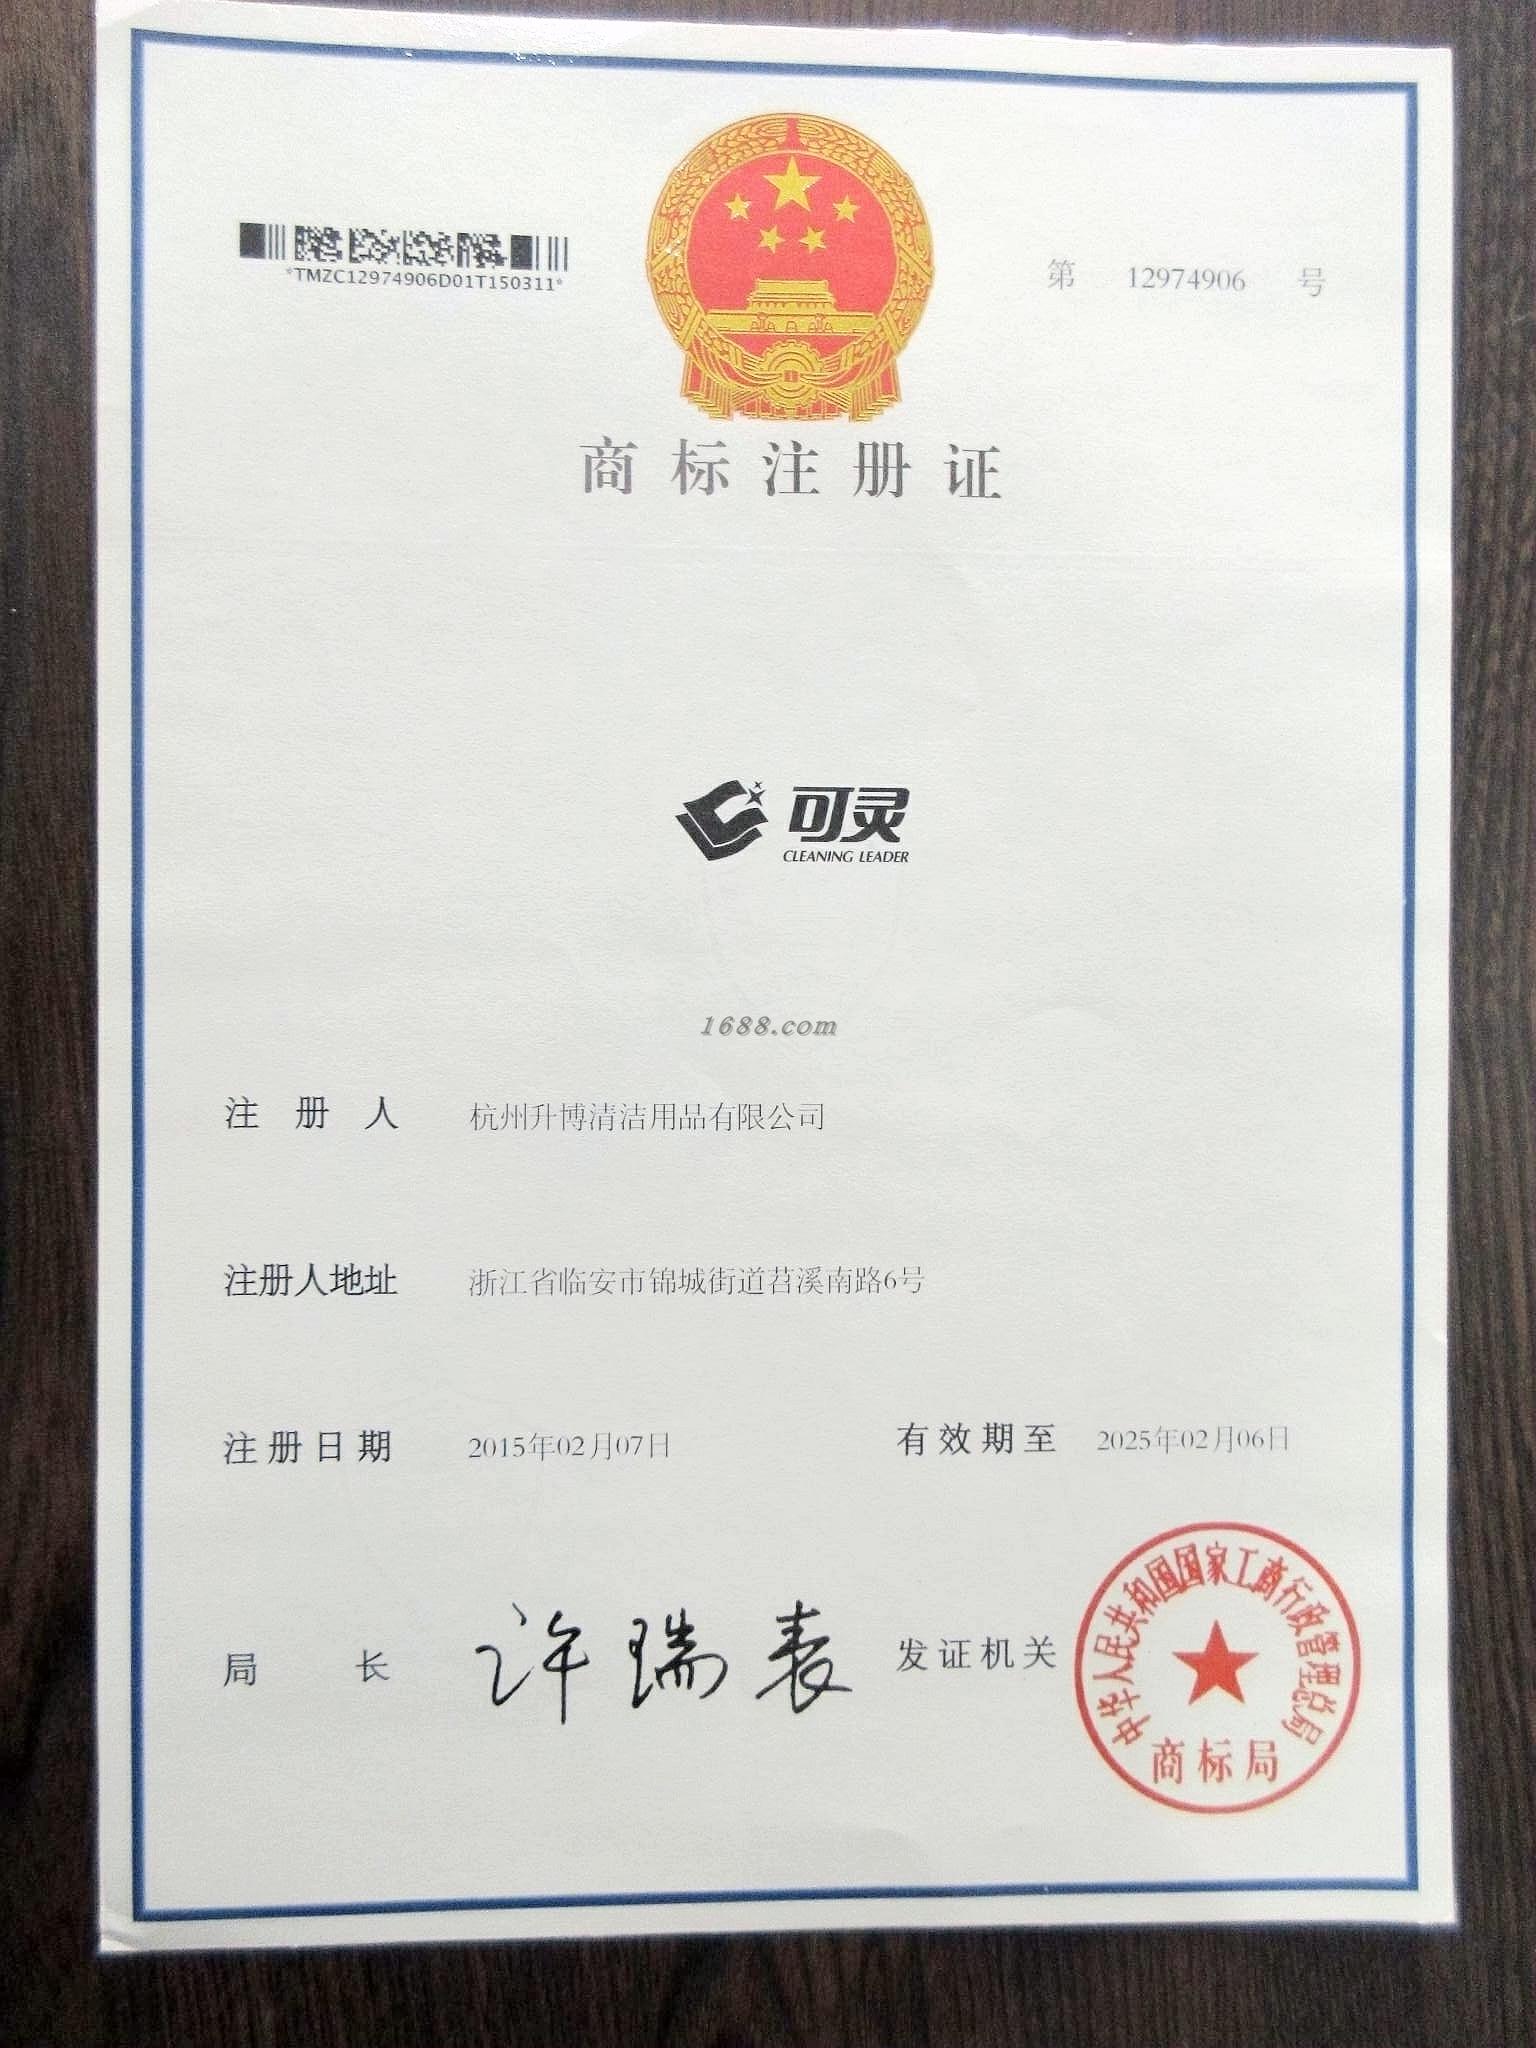 *TMZC12974906D01T150311*
第 12974906 号
商标注册证
可灵
CLEANING LEADER
1688.com
注册人 杭州升博清洁用品有限公司
注册人地址 浙江省临安市锦城街道苕溪南路6号
注册日期 2015年02月07日 有效期至 2025年02月06日
局长 许瑞表 发证机关
中华人民共和国国家工商行政管理总局
商标局